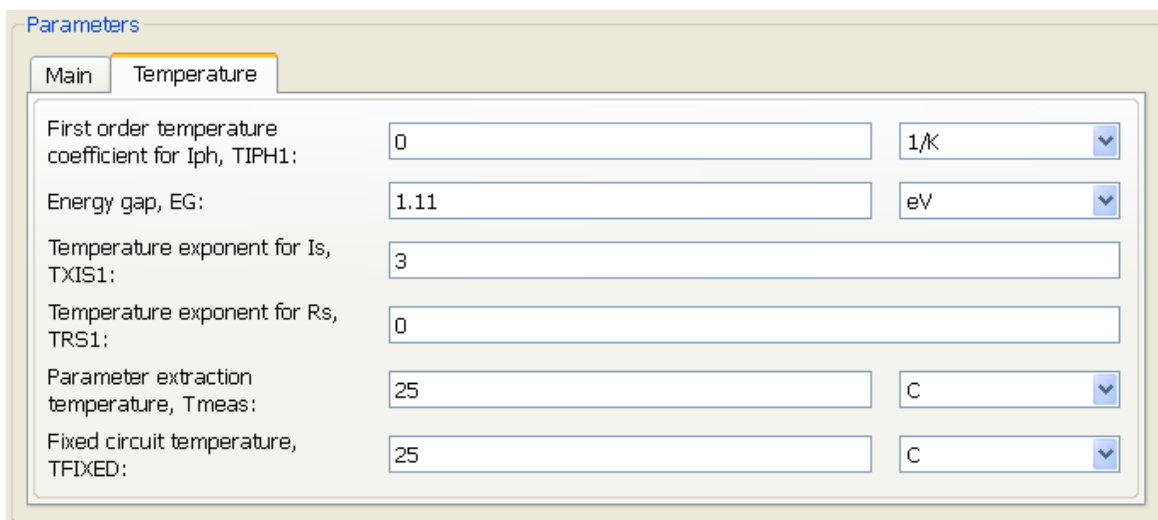 Parameters
Main Temperature
First order temperature
coefficient for Iph, TIPH1: 0 1/K
Energy gap, EG: 1.11 eV
Temperature exponent for Is,
TXIS1: 3
Temperature exponent for Rs,
TRS1: 0
Parameter extraction
temperature, Tmeas: 25 C
Fixed circuit temperature,
TFIXED: 25 C